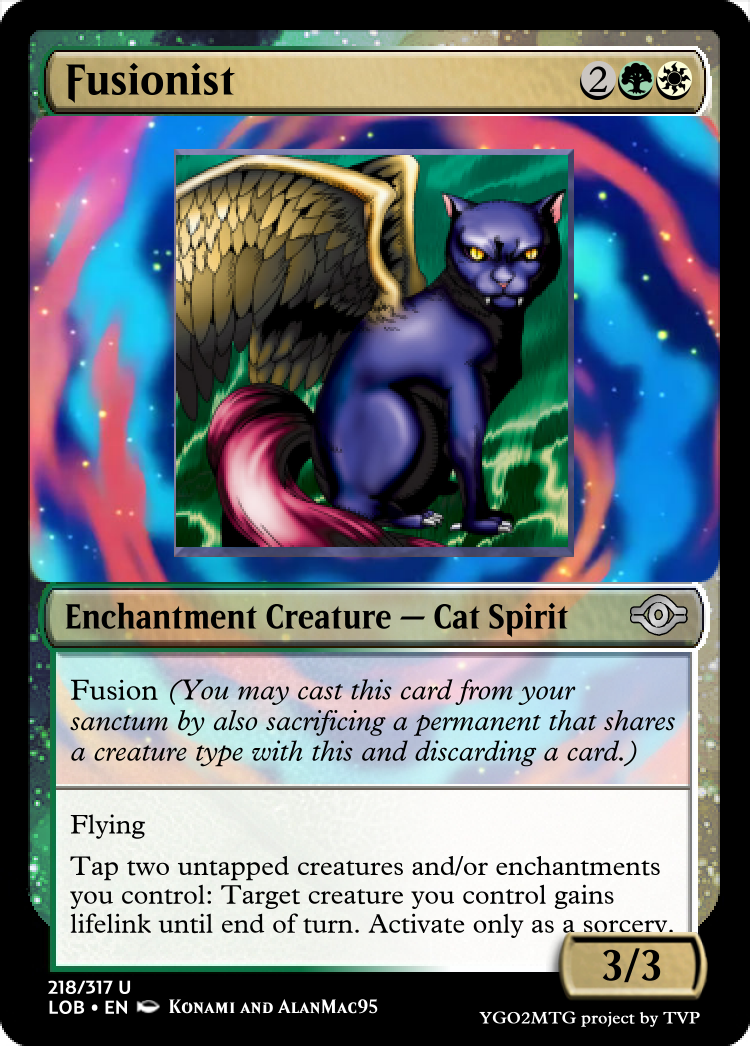 Fusionist 2
Enchantment Creature — Cat Spirit
Fusion (You may cast this card from your
sanctum by also sacrificing a permanent that shares
a creature type with this and discarding a card.)
Flying
Tap two untapped creatures and/or enchantments
you control: Target creature you control gains
lifelink until end of turn. Activate only as a sorcery.
3/3
218/317 U
LOB • EN Konami and AlanMac95
YGO2MTG project by TVP